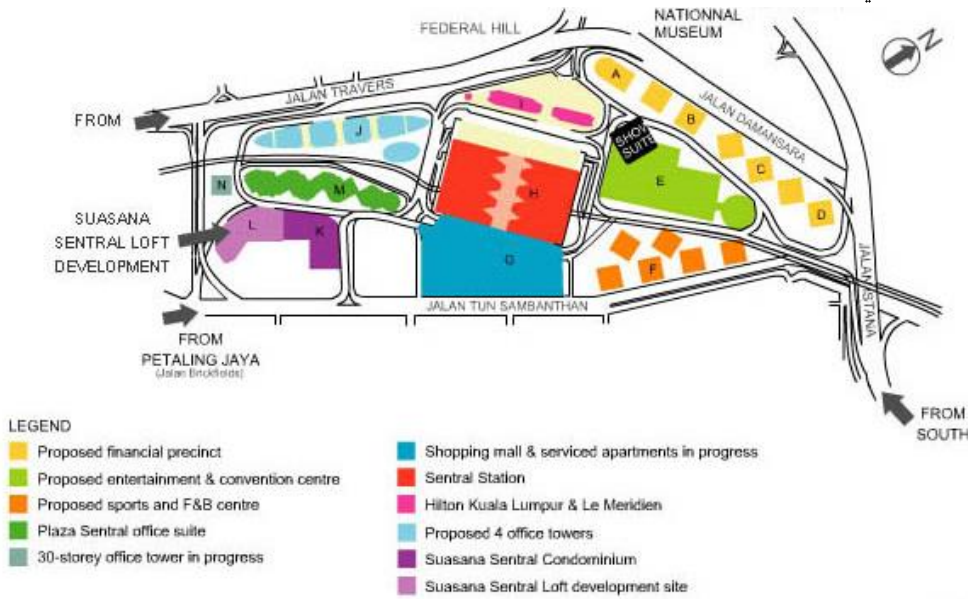 NATIONNAL
MUSEUM
FEDERAL HILL
N
JALAN TRAVERS
JALAN DAMANSARA
FROM
A
B
C
D
I
J
SHOW
SUITE
E
H
N
M
SUASANA
SENTRAL LOFT
DEVELOPMENT
L
K
G
F
JALAN ISTANA
JALAN TUN SAMBANTHAN
FROM
PETALING JAYA
(Jalan Brickfields)
FROM
SOUTH
LEGEND
Proposed financial precinct
Proposed entertainment & convention centre
Proposed sports and F&B centre
Plaza Sentral office suite
30-storey office tower in progress
Shopping mall & serviced apartments in progress
Sentral Station
Hilton Kuala Lumpur & Le Meridien
Proposed 4 office towers
Suasana Sentral Condominium
Suasana Sentral Loft development site